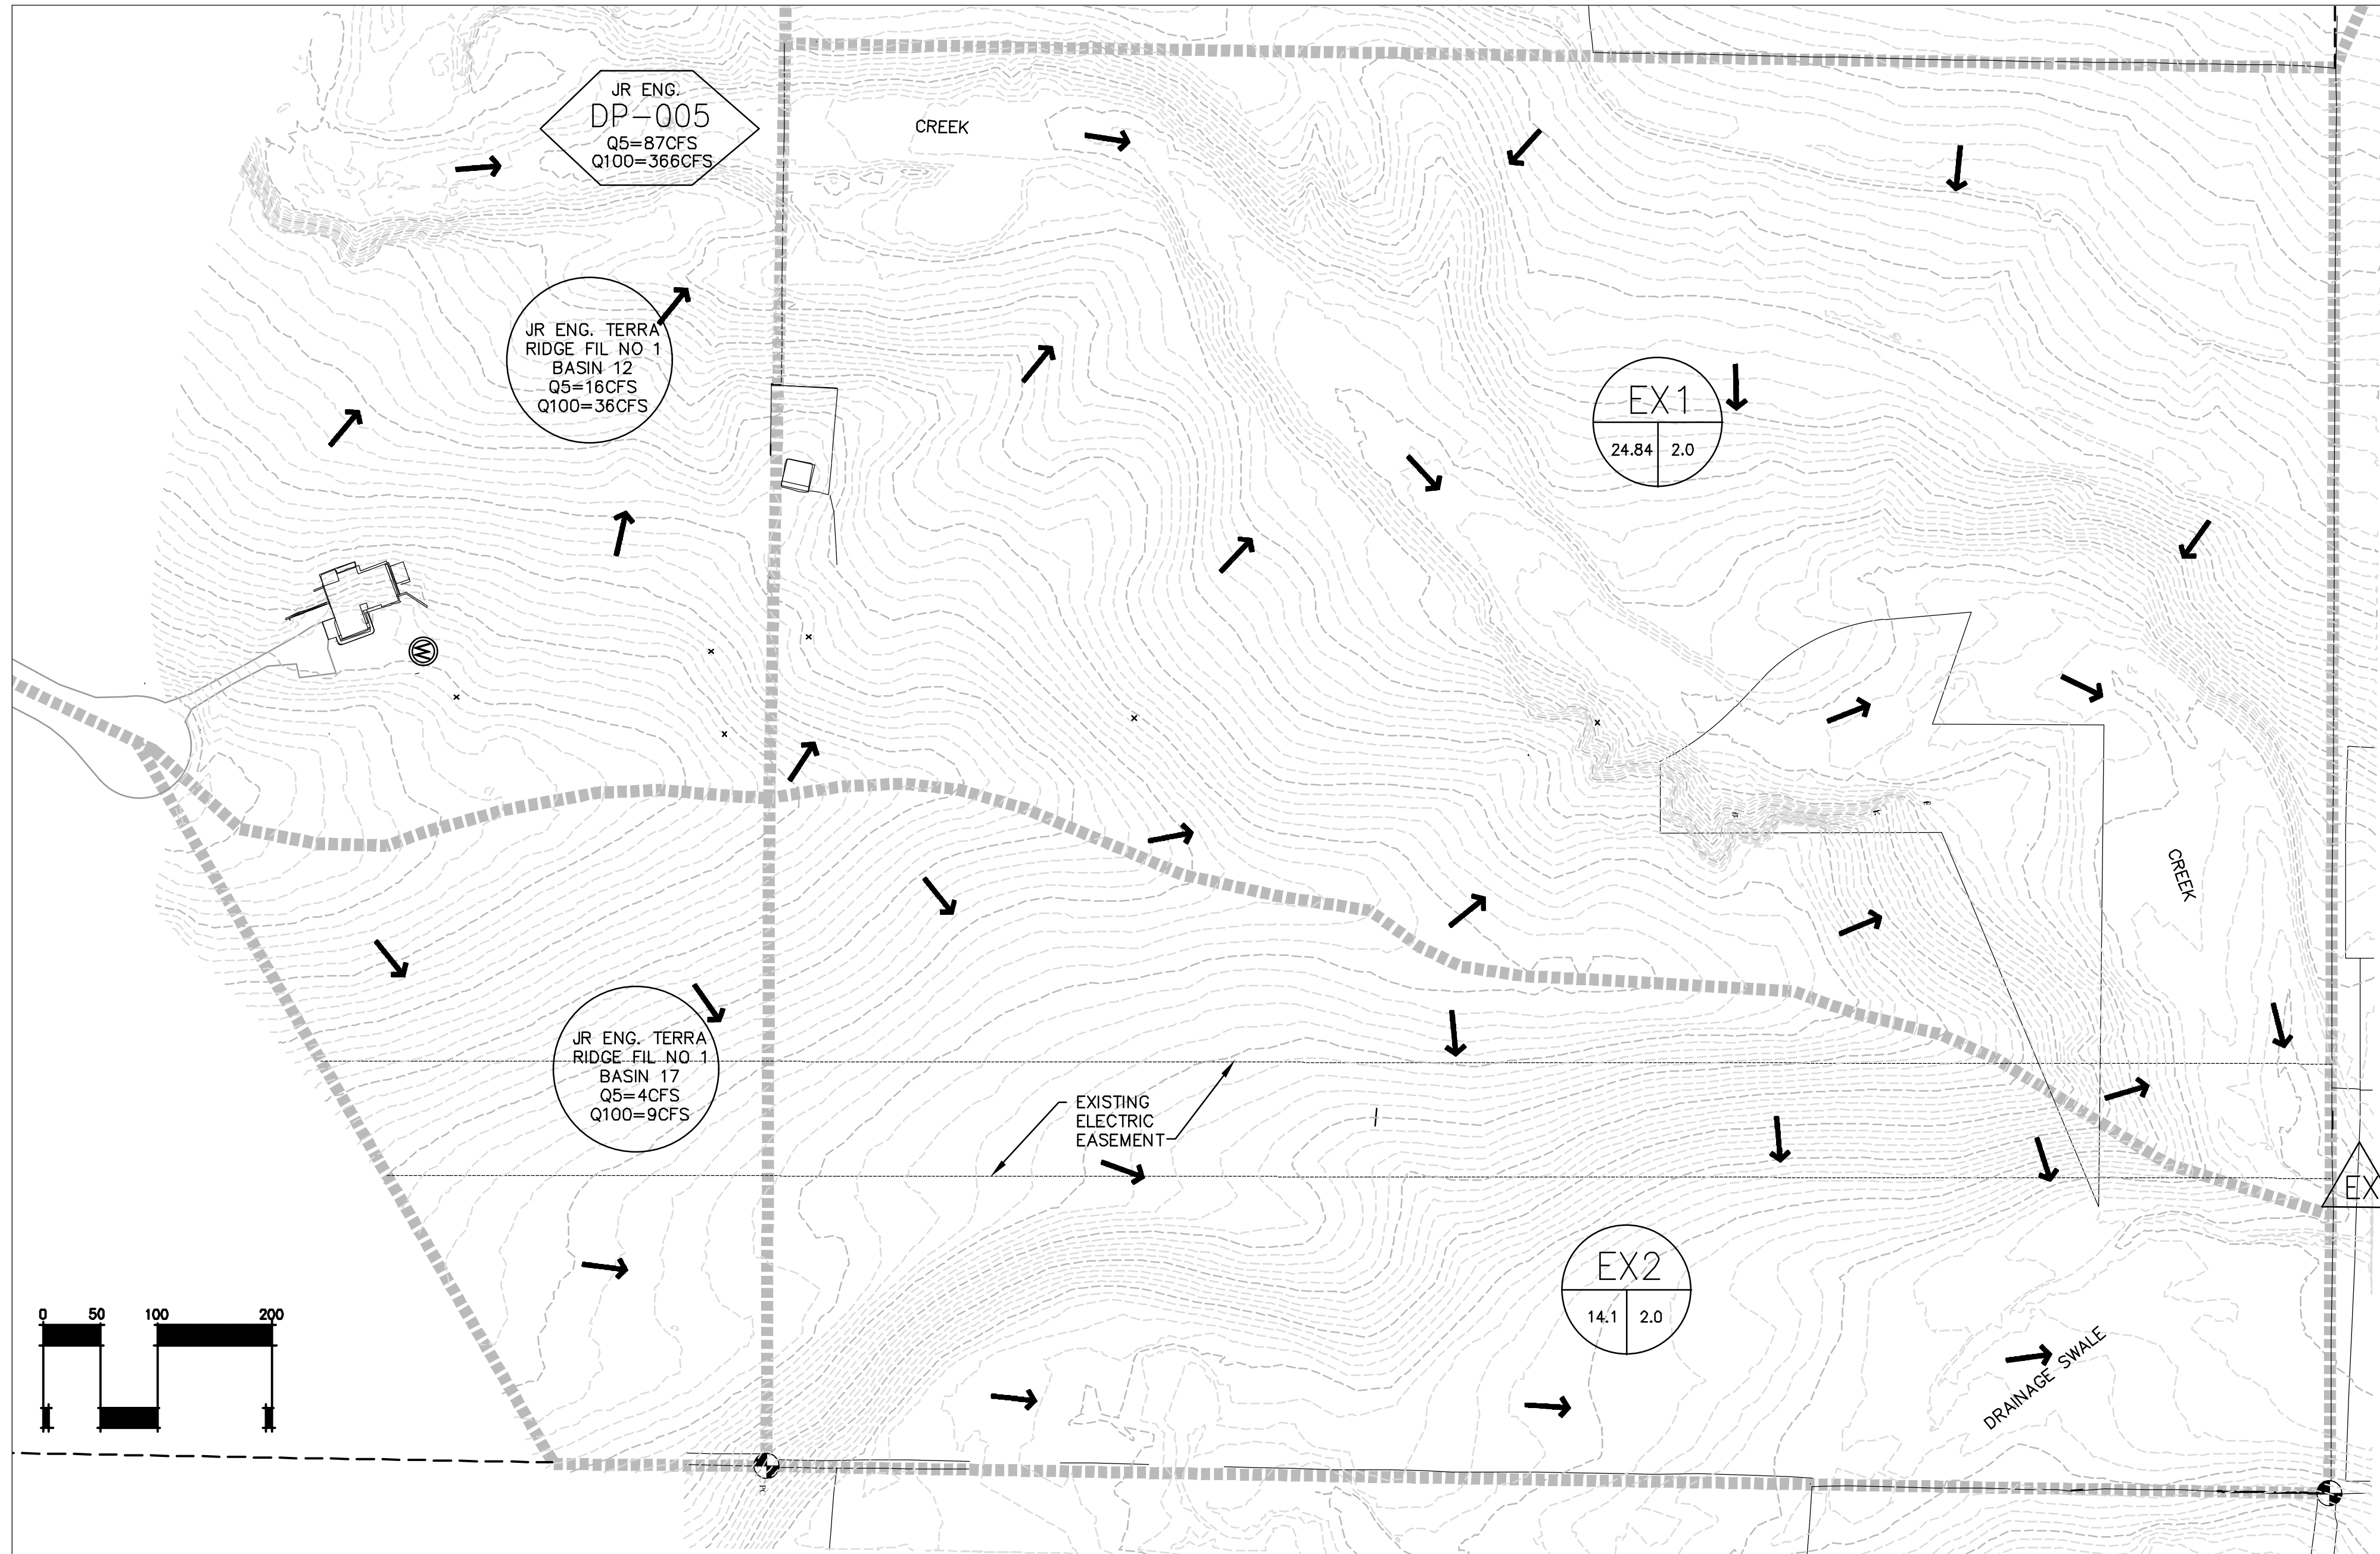 JR ENG.
DP-005
Q5=87CFS
Q100=366CFS
CREEK
JR ENG. TERRA
RIDGE FIL NO 1
BASIN 12
Q5=16CFS
Q100=36CFS
EX1
24.84 2.0
W
CREEK
JR ENG. TERRA
RIDGE FIL NO 1
BASIN 17
Q5=4CFS
Q100=9CFS
EXISTING
ELECTRIC
EASEMENT
EX
EX2
14.1 2.0
DRAINAGE SWALE
0 50 100 200